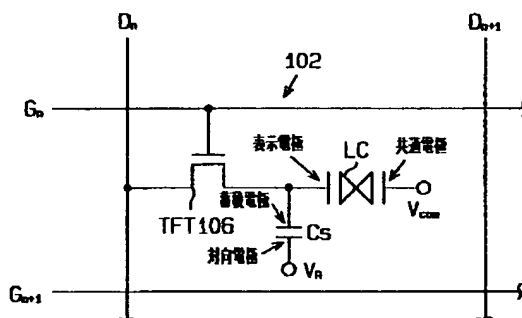 Dn Dn+1
102
Gn
表示電極 LC 共通電極
Vcom
TFT106
蓄積電極 Cs
対向電極
VR
Gn+1